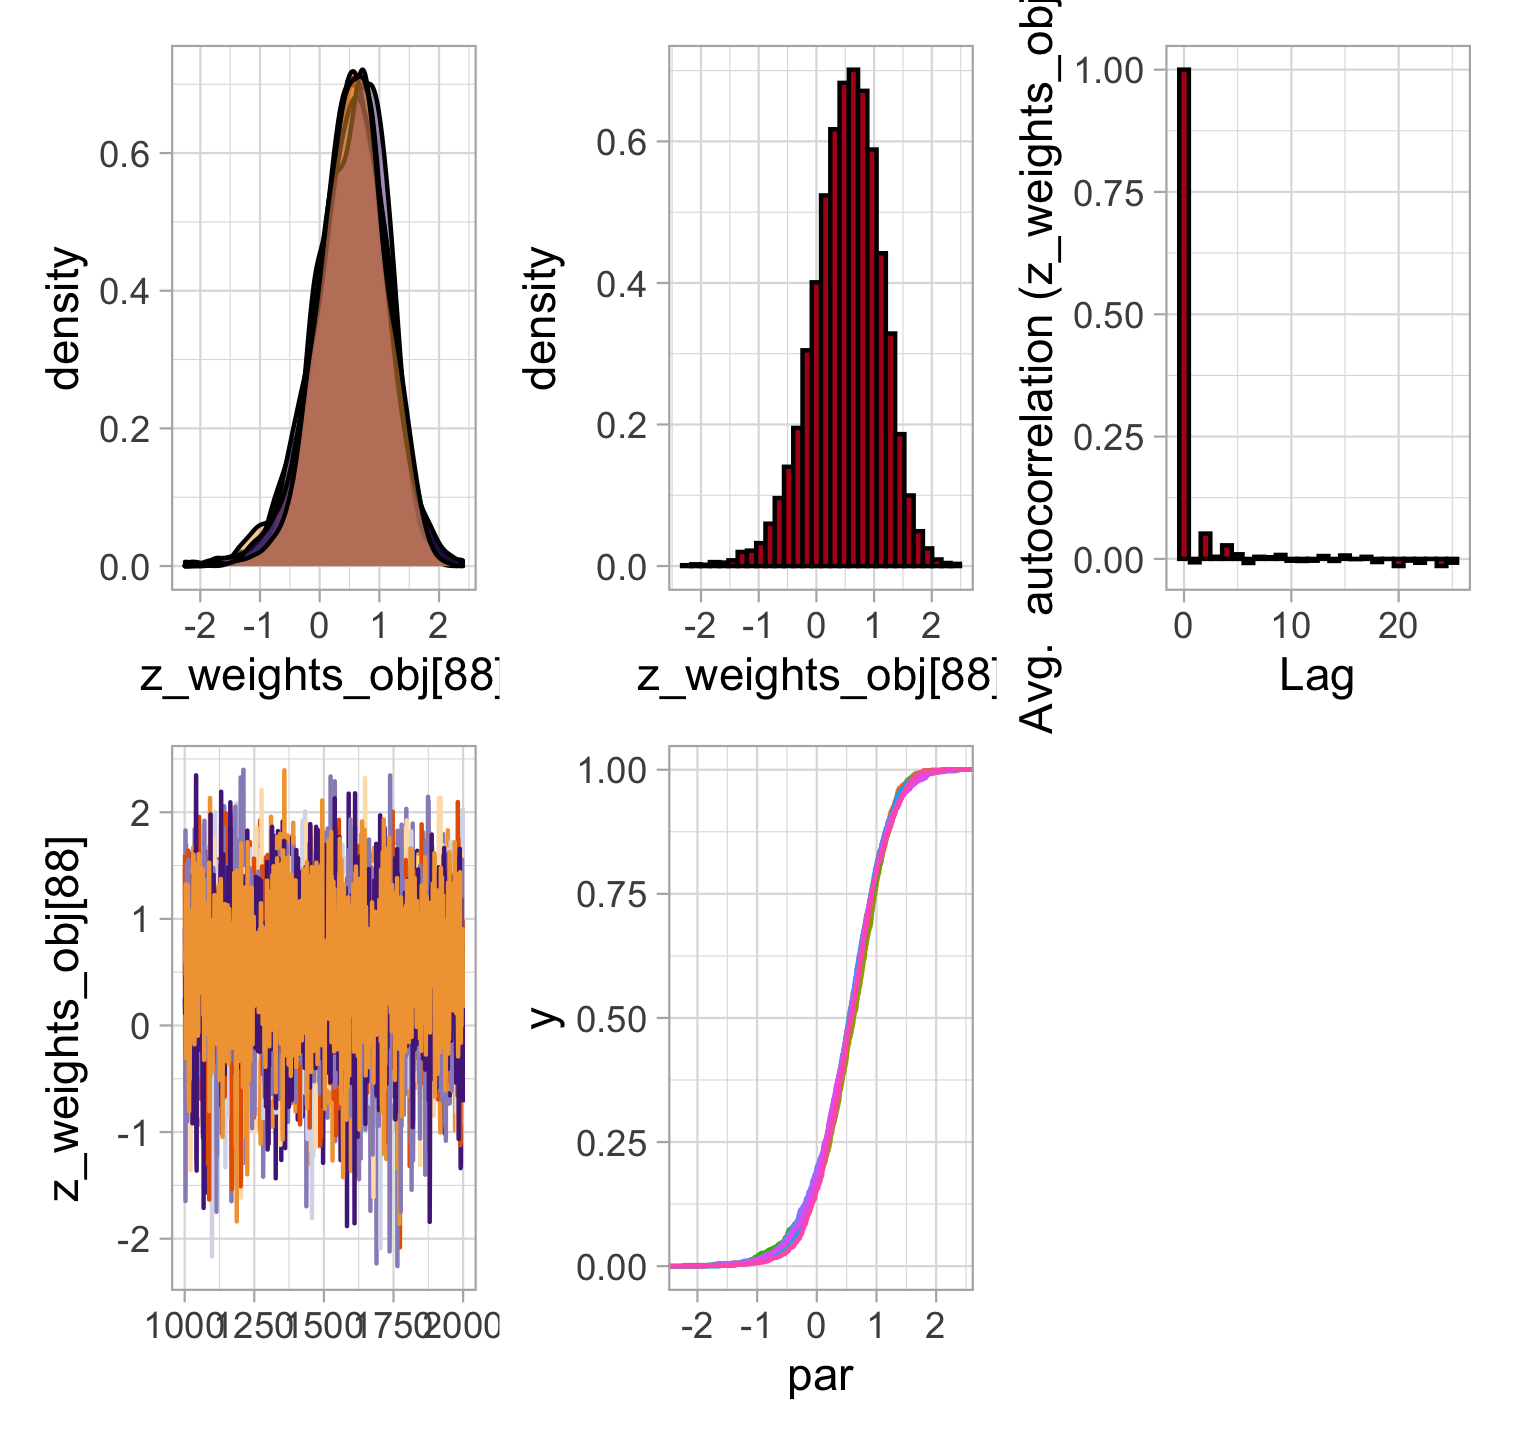 density
0.6
0.4
0.2
0.0
-2 -1 0 1 2
z_weights_obj[88]
density
0.6
0.4
0.2
0.0
-2 -1 0 1 2
z_weights_obj[88]
Avg. autocorrelation (z_weights_obj
1.00
0.75
0.50
0.25
0.00
0 10 20
Lag
z_weights_obj[88]
2
1
0
-1
-2
1000 1250 1500 1750 2000
y
1.00
0.75
0.50
0.25
0.00
-2 -1 0 1 2
par